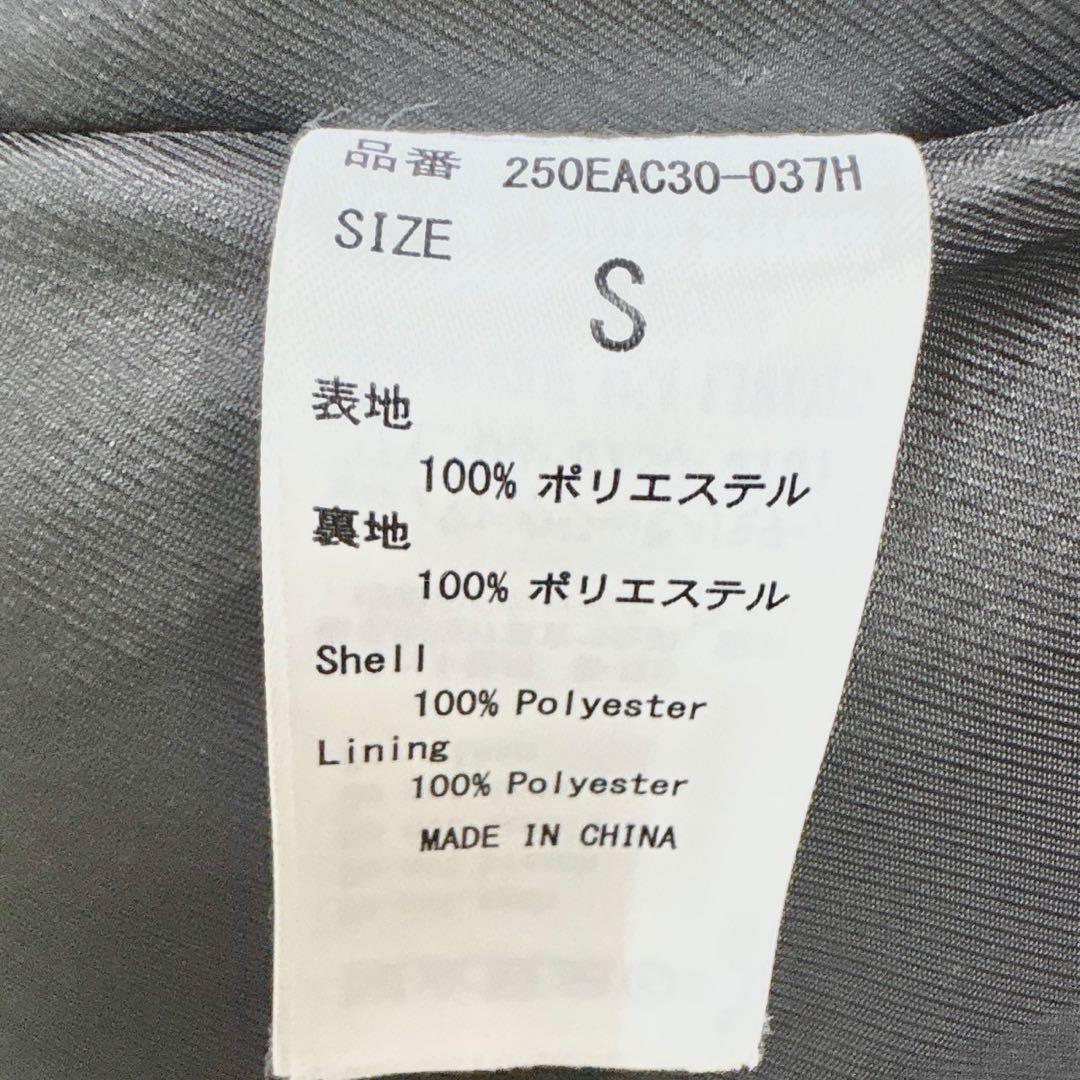 品番 250EAC30-037H
SIZE
S
表地
100% ポリエステル
裏地
100% ポリエステル
Shell
100% Polyester
Lining
100% Polyester
MADE IN CHINA